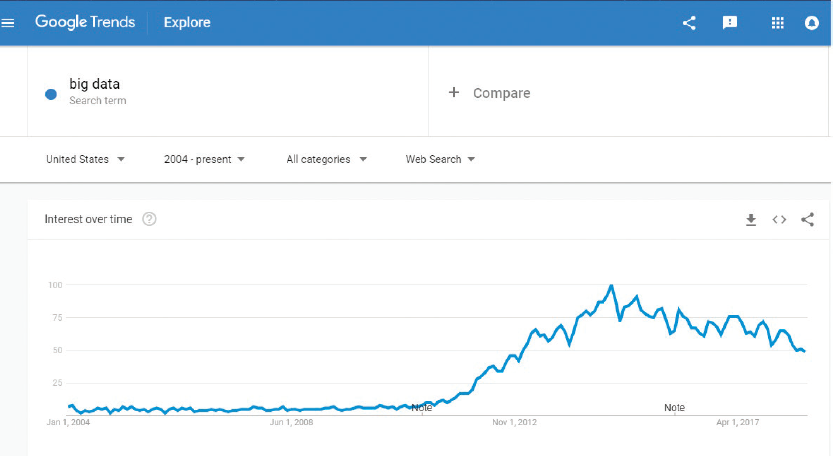 Google Trends Explore
big data
Search term
+ Compare
United States 2004 - present All categories Web Search
Interest over time ?
100
75
50
25
Note Note
Jan 1, 2004 Jun 1, 2008 Nov 1, 2012 Apr 1, 2017